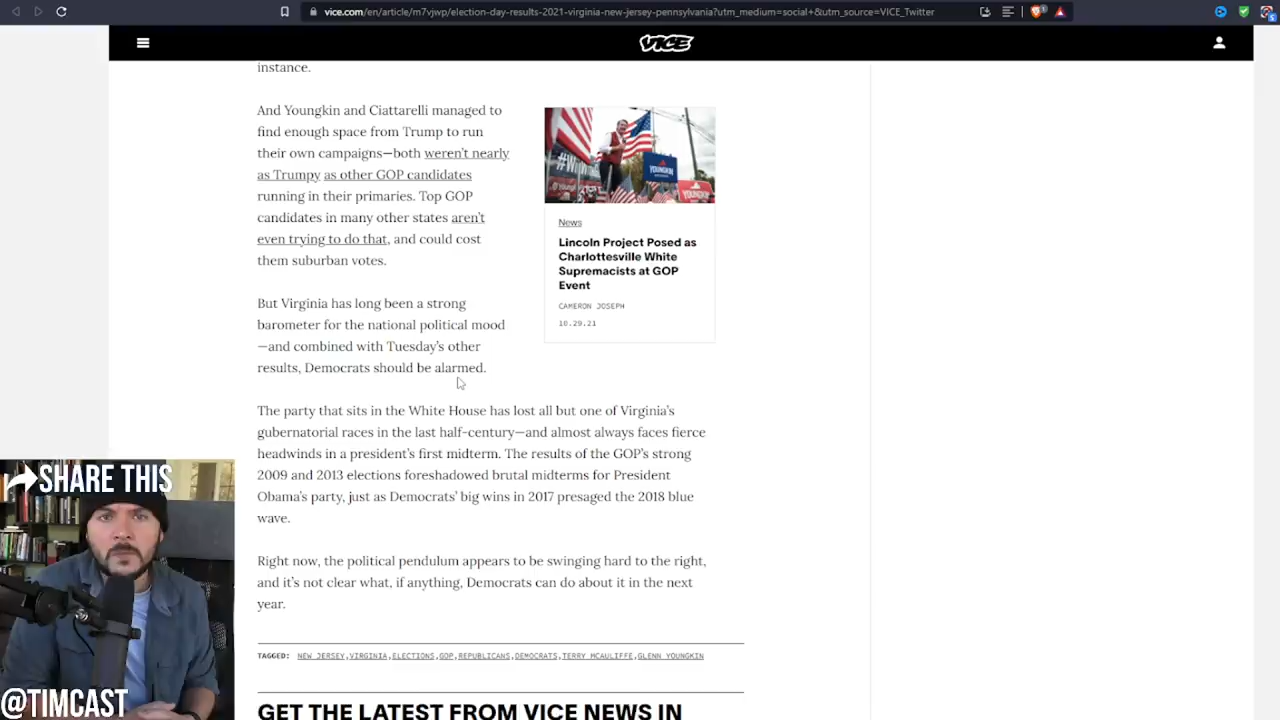 vice.com/en/article/m7vjwp/election-day-results-2021-virginia-new-jersey-pennsylvania?utm_medium=social+&utm_source=VICE_Twitter
VICE
instance.
And Youngkin and Ciattarelli managed to
find enough space from Trump to run
their own campaigns—both weren't nearly
as Trumpy as other GOP candidates
running in their primaries. Top GOP
candidates in many other states aren't
even trying to do that, and could cost
them suburban votes.
YOUNGKIN
YOUNGKIN
News
Lincoln Project Posed as
Charlottesville White
Supremacists at GOP
Event
CAMERON JOSEPH
10.29.21
But Virginia has long been a strong
barometer for the national political mood
—and combined with Tuesday's other
results, Democrats should be alarmed.
The party that sits in the White House has lost all but one of Virginia's
gubernatorial races in the last half-century—and almost always faces fierce
headwinds in a president's first midterm. The results of the GOP's strong
2009 and 2013 elections foreshadowed brutal midterms for President
Obama's party, just as Democrats' big wins in 2017 presaged the 2018 blue
wave.
Right now, the political pendulum appears to be swinging hard to the right,
and it's not clear what, if anything, Democrats can do about it in the next
year.
TAGGED: NEW JERSEY, VIRGINIA, ELECTIONS, GOP, REPUBLICANS, DEMOCRATS, TERRY MCAULIFFE, GLENN YOUNGKIN
GET THE LATEST FROM VICE NEWS IN
SHARE THIS
@TIMCAST